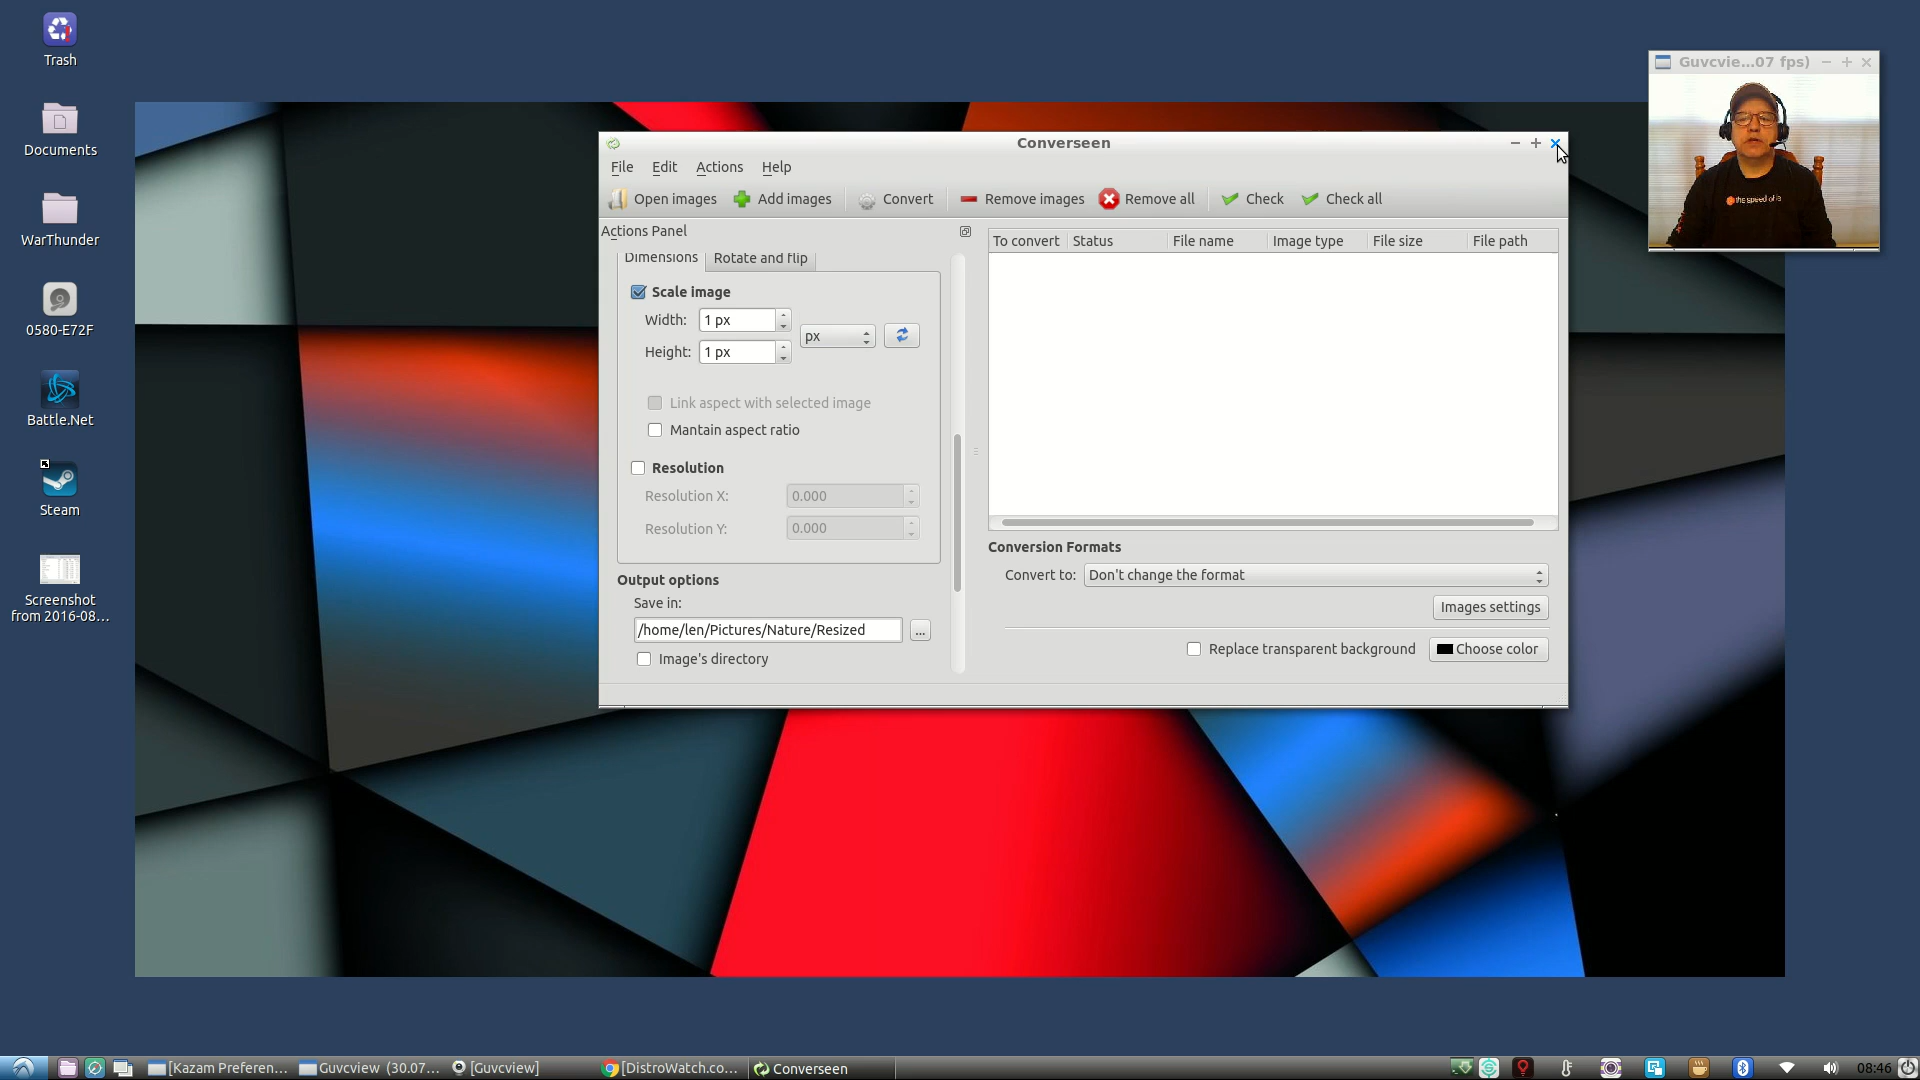 Trash
Documents
WarThunder
0580-E72F
Battle.Net
Steam
Screenshot
from 2016-08...
Guvcvie...07 fps)
the speed of
Converseen
File Edit Actions Help
Open images Add images Convert Remove images Remove all Check Check all
Actions Panel
Dimensions Rotate and flip
Scale image
Width: 1 px
px
Height: 1 px
Link aspect with selected image
Mantain aspect ratio
Resolution
Resolution X: 0.000
Resolution Y: 0.000
Output options
Save in:
/home/len/Pictures/Nature/Resized ...
Image's directory
To convert Status File name Image type File size File path
Conversion Formats
Convert to: Don't change the format
Images settings
Replace transparent background Choose color
[Kazam Preferen... Guvcview (30.07... [Guvcview] [DistroWatch.co... Converseen 08:46